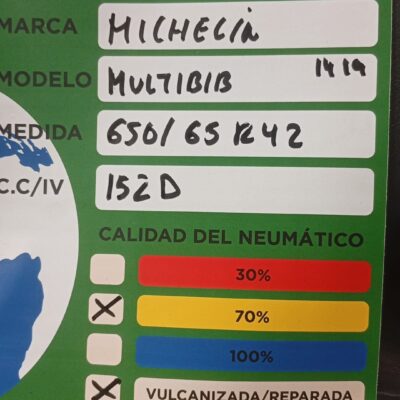 MARCA MICHELIN
MODELO MULTIBIB 1419
MEDIDA 650/65 R42
C.C/IV 152D
CALIDAD DEL NEUMÁTICO
30%
X 70%
100%
X VULCANIZADA/REPARADA